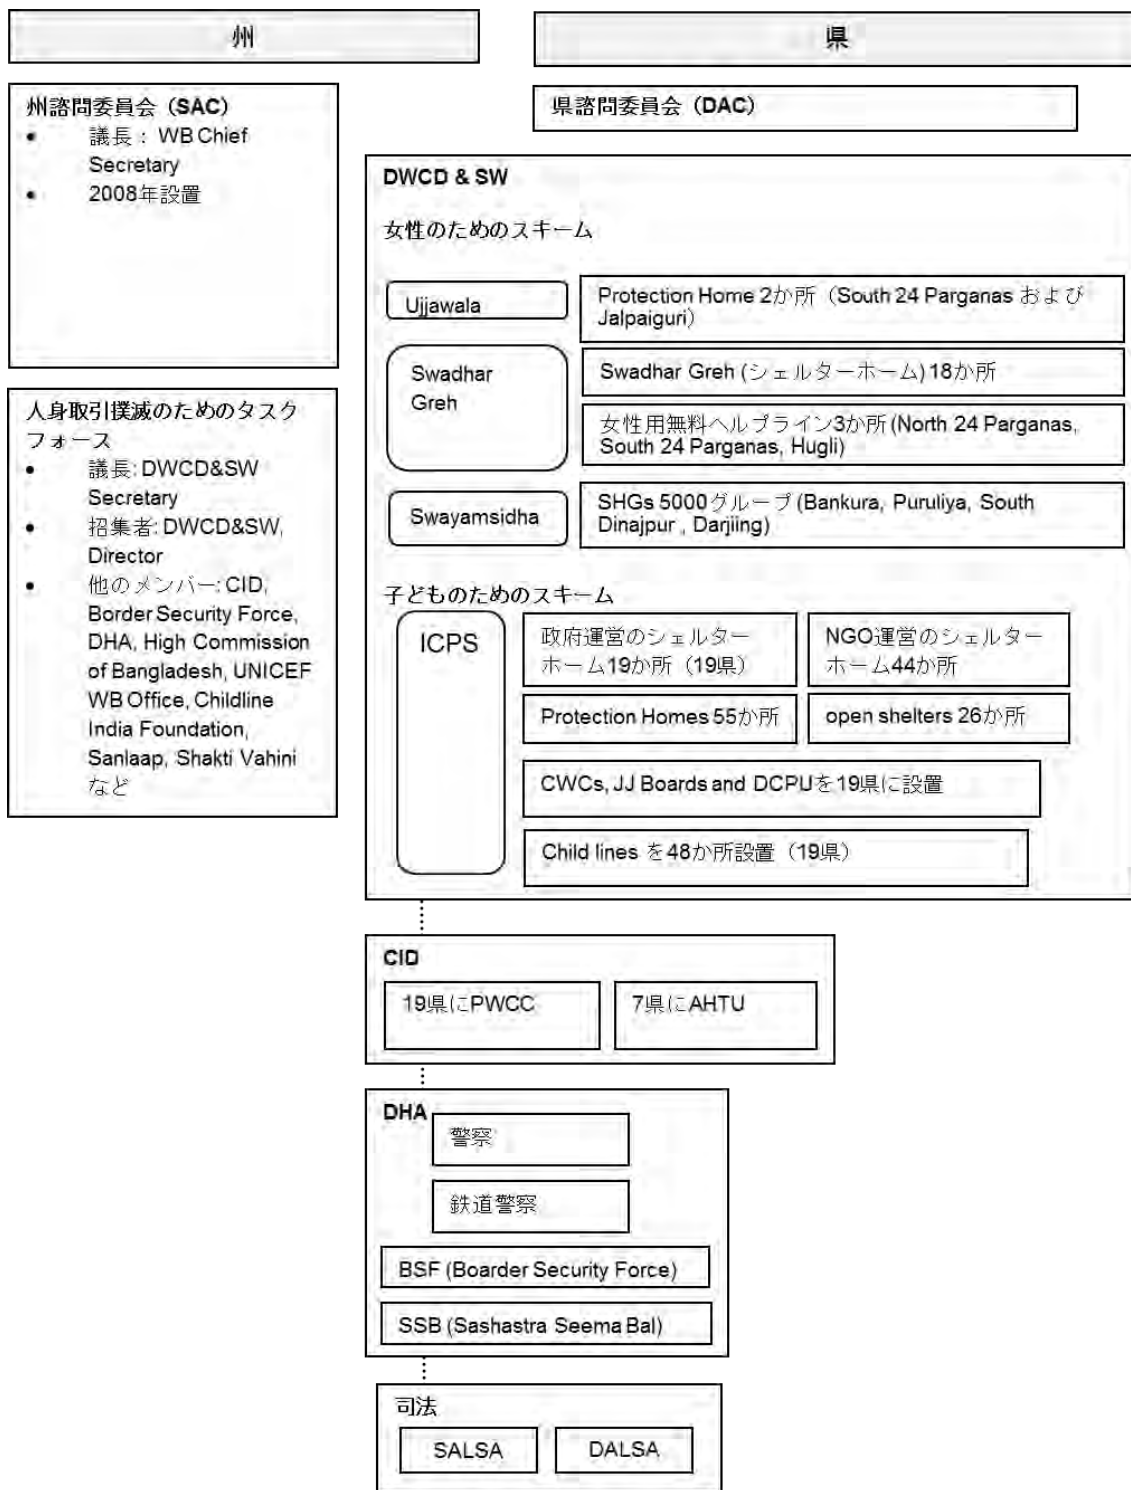 州
県
州諮問委員会（SAC）
• 議長： WB Chief
Secretary
• 2008年設置
人身取引撲滅のためのタスク
フォース
• 議長: DWCD&SW
Secretary
• 招集者: DWCD&SW,
Director
• 他のメンバー: CID,
Border Security Force,
DHA, High Commission
of Bangladesh, UNICEF
WB Office, Childline
India Foundation,
Sanlaap, Shakti Vahini
など
県諮問委員会（DAC）
DWCD & SW
女性のためのスキーム
Ujjawala
Protection Home 2か所（South 24 Parganas および
Jalpaiguri）
Swadhar
Greh
Swadhar Greh (シェルターホーム) 18か所
女性用無料ヘルプライン3か所 (North 24 Parganas,
South 24 Parganas, Hugli)
Swayamsidha
SHGs 5000グループ (Bankura, Puruliya, South
Dinajpur , Darjiing)
子どものためのスキーム
ICPS
政府運営のシェルター
ホーム19か所（19県）
NGO運営のシェルター
ホーム44か所
Protection Homes 55か所
open shelters 26か所
CWCs, JJ Boards and DCPUを19県に設置
Child lines を48か所設置（19県）
CID
19県にPWCC
7県にAHTU
DHA
警察
鉄道警察
BSF (Boarder Security Force)
SSB (Sashastra Seema Bal)
司法
SALSA
DALSA